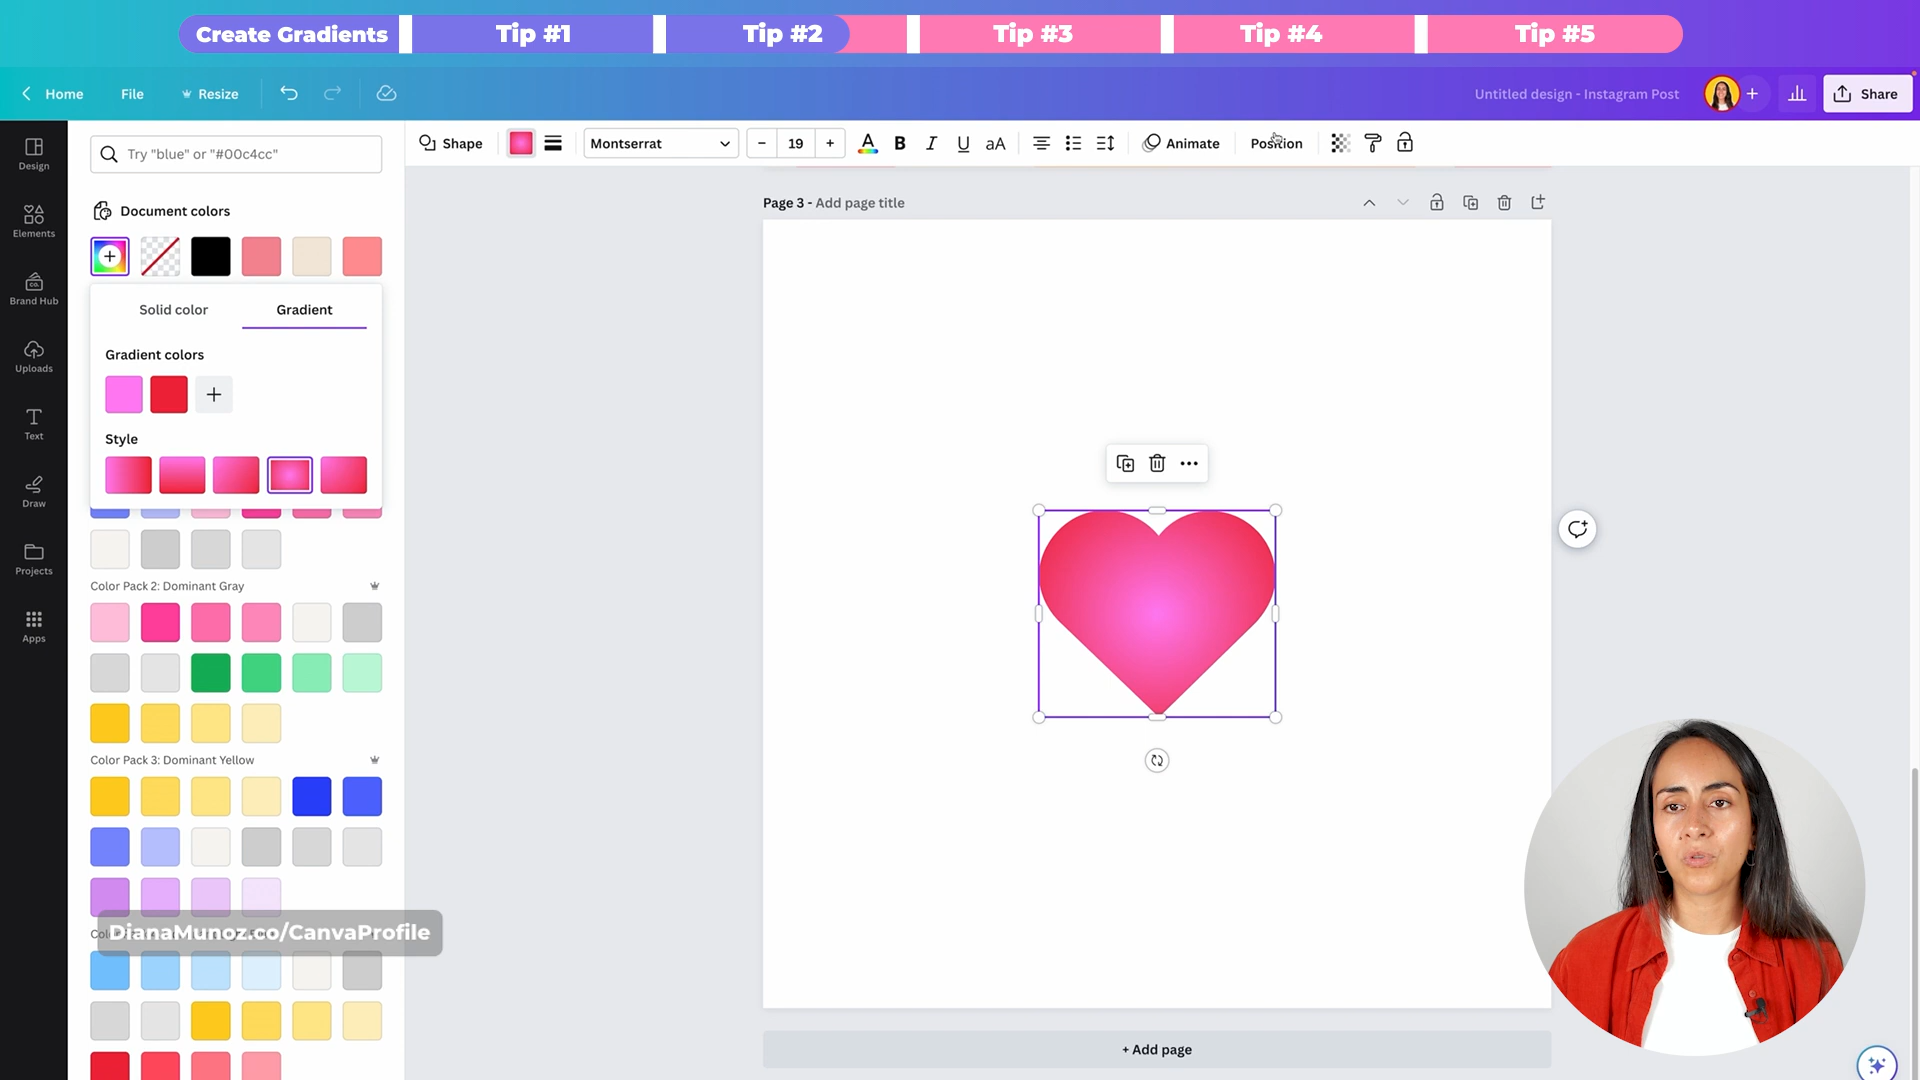 Create Gradients
Tip #1
Tip #2
Tip #3
Tip #4
Tip #5
Home
File
Resize
Untitled design - Instagram Post
Share
Design
Elements
Brand Hub
CO.
Uploads
Text
Draw
Projects
Apps
Try "blue" or "#00c4cc"
Shape
Montserrat
19
A
B
I
U
aA
Animate
Position
Document colors
Solid color
Gradient
Gradient colors
Style
Color Pack 2: Dominant Gray
Color Pack 3: Dominant Yellow
DianaMunoz.co/CanvaProfile
Page 3 - Add page title
+ Add page